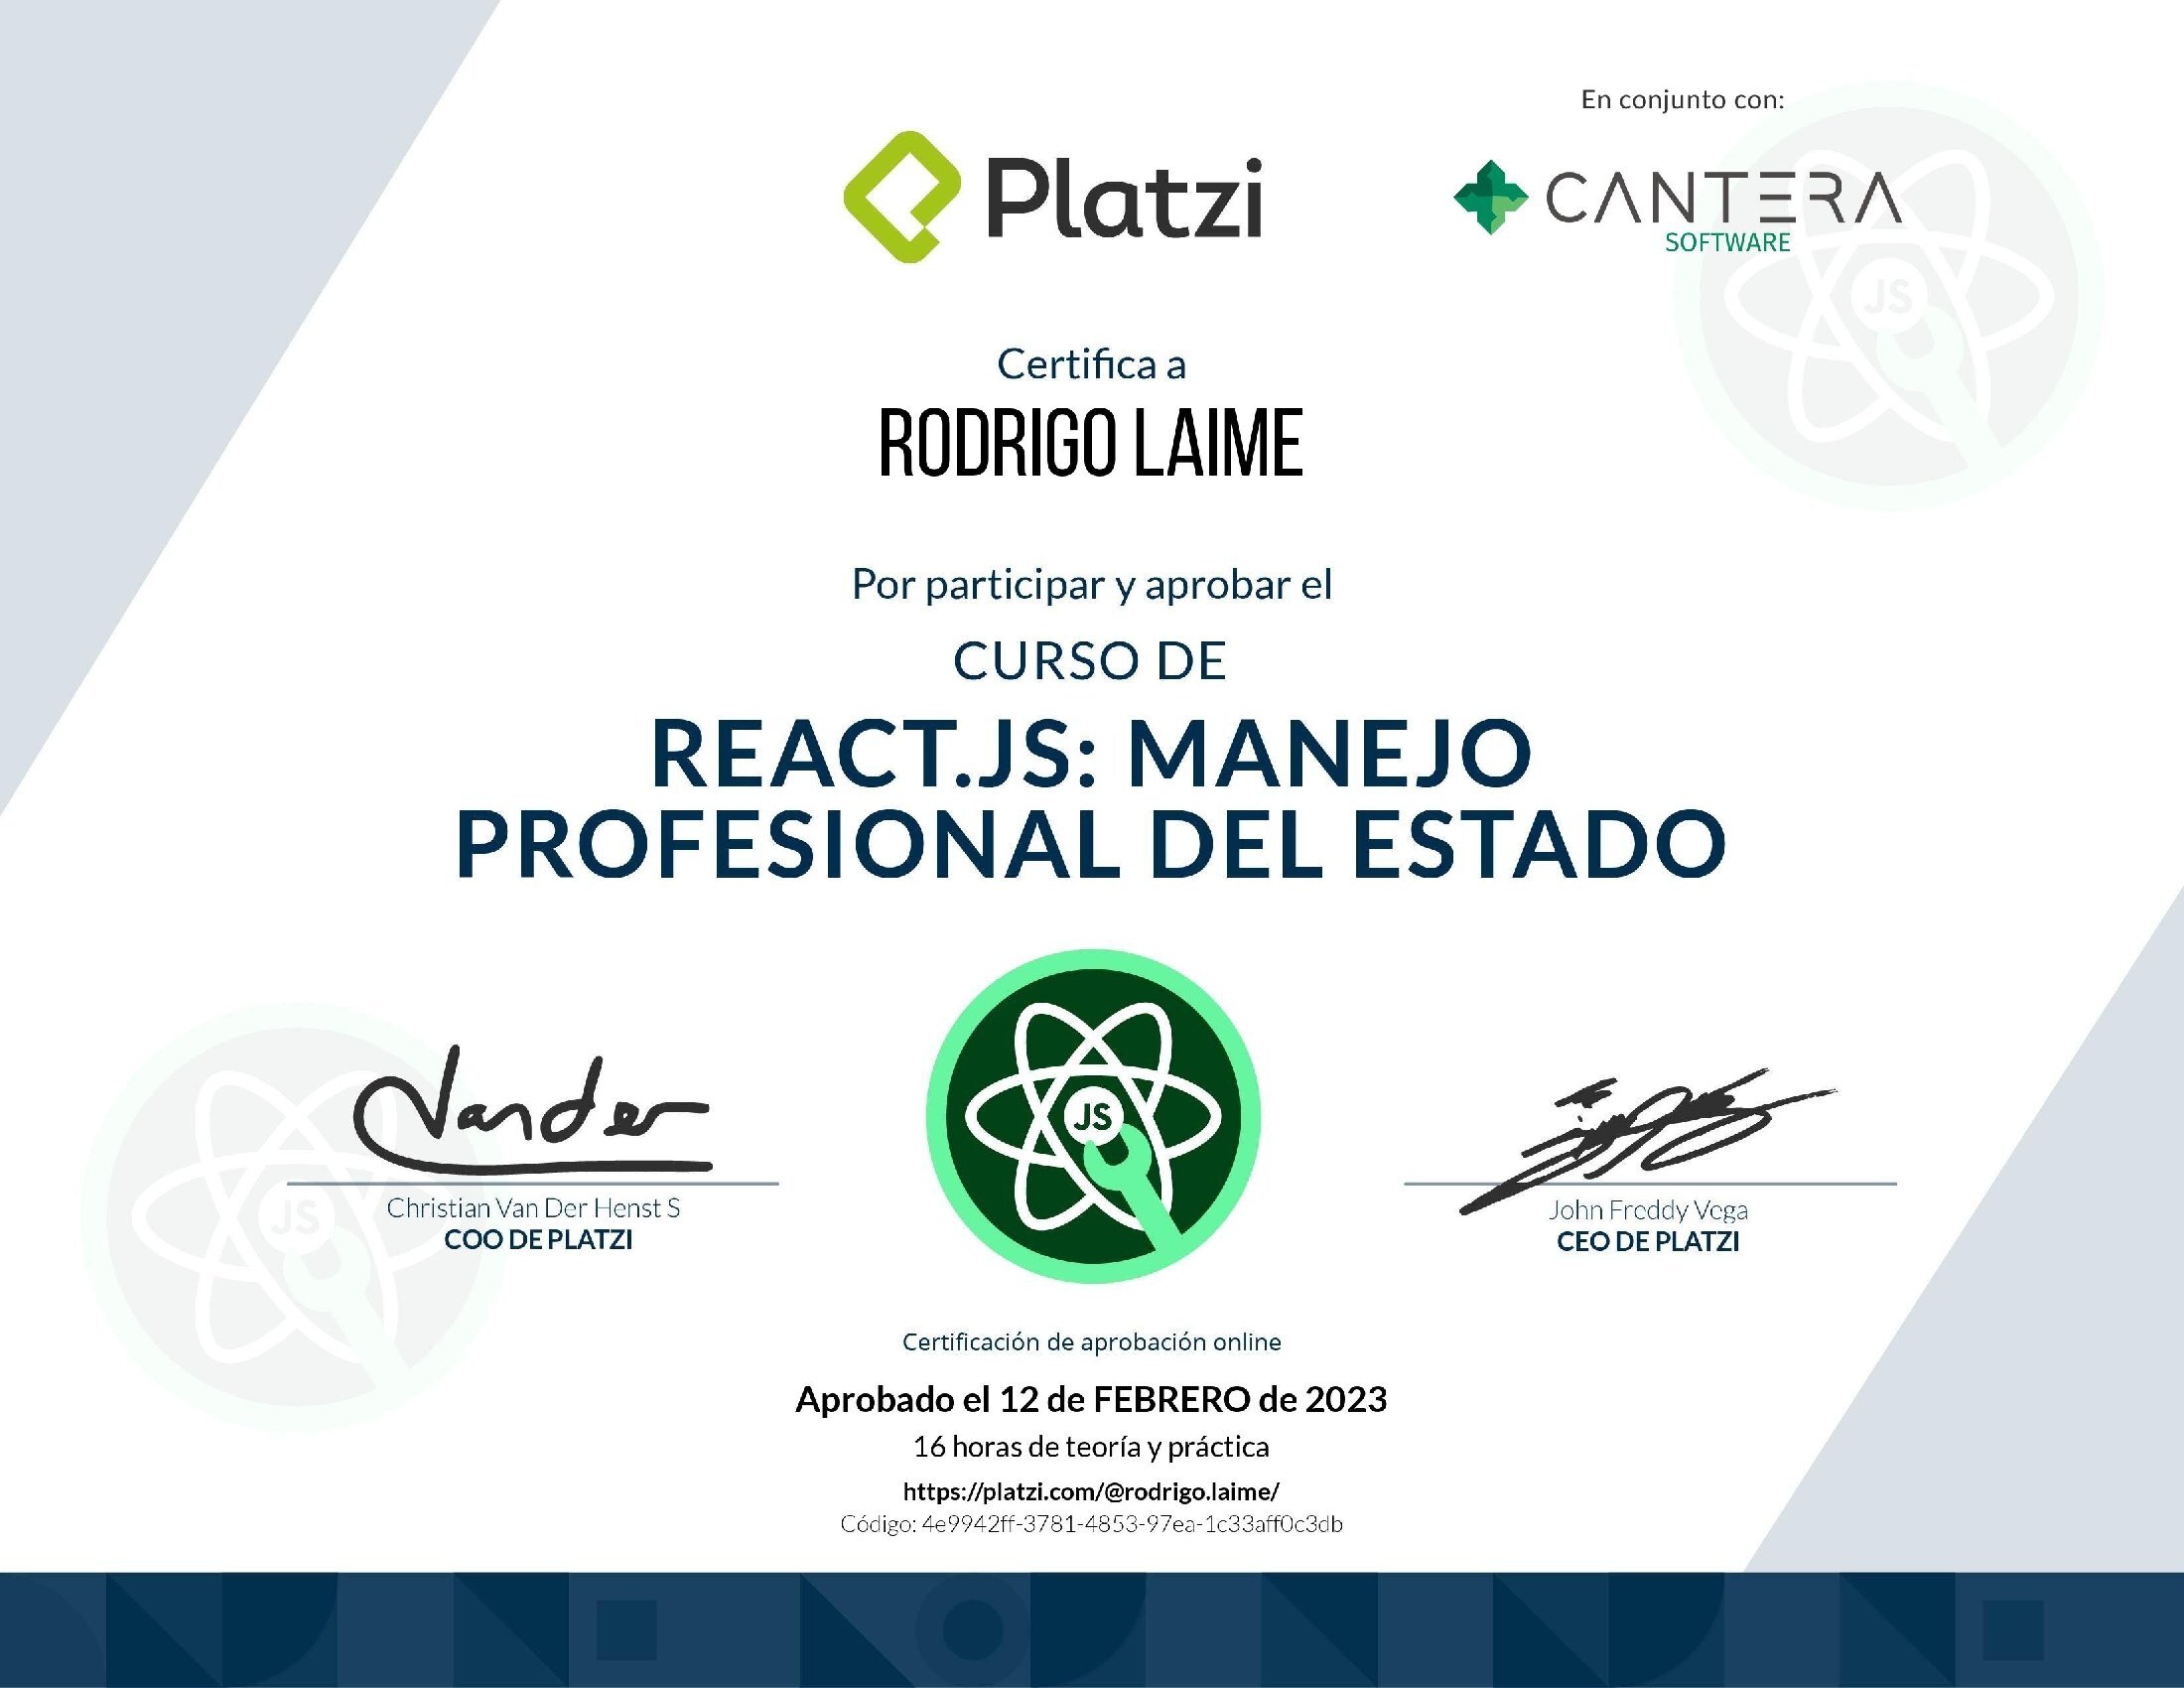 En conjunto con:
Platzi
CANTERA
SOFTWARE
JS
Certifica a
RODRIGO LAIME
Por participar y aprobar el
CURSO DE
REACT.JS: MANEJO
PROFESIONAL DEL ESTADO
JS
Vander
JS
Christian Van Der Henst S
COO DE PLATZI
John Freddy Vega
CEO DE PLATZI
Certificación de aprobación online
Aprobado el 12 de FEBRERO de 2023
16 horas de teoría y práctica
https://platzi.com/@rodrigo.laime/
Código: 4e9942ff-3781-4853-97ea-1c33aff0c3db